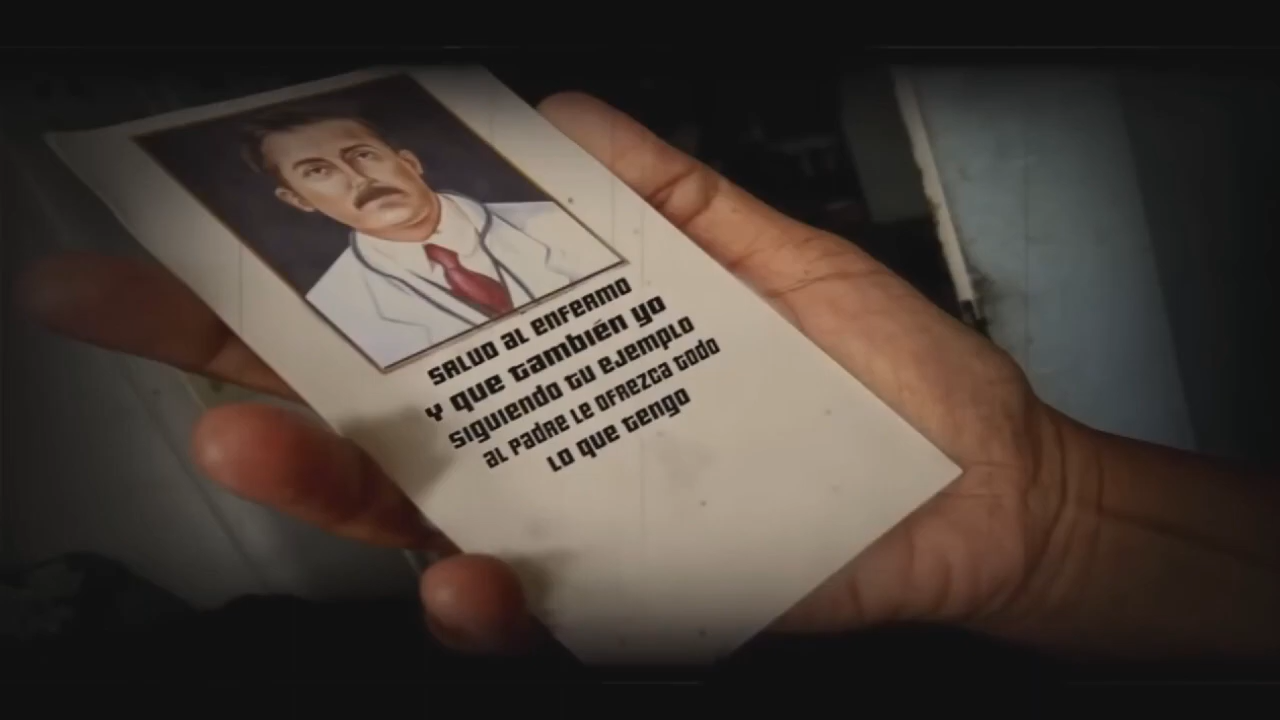 SALUD AL ENFERMO
Y QUE TAMBIÉN YO
SIGUIENDO TU EJEMPLO
AL PADRE LE OFREZCA TODO
LO QUE TENGO